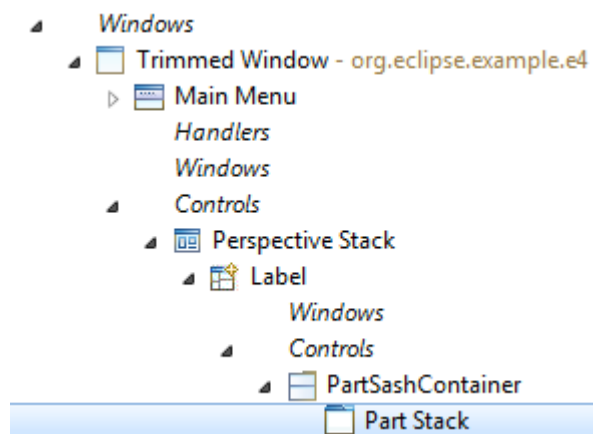 Windows
Trimmed Window - org.eclipse.example.e4
Main Menu
Handlers
Windows
Controls
Perspective Stack
Label
Windows
Controls
PartSashContainer
Part Stack